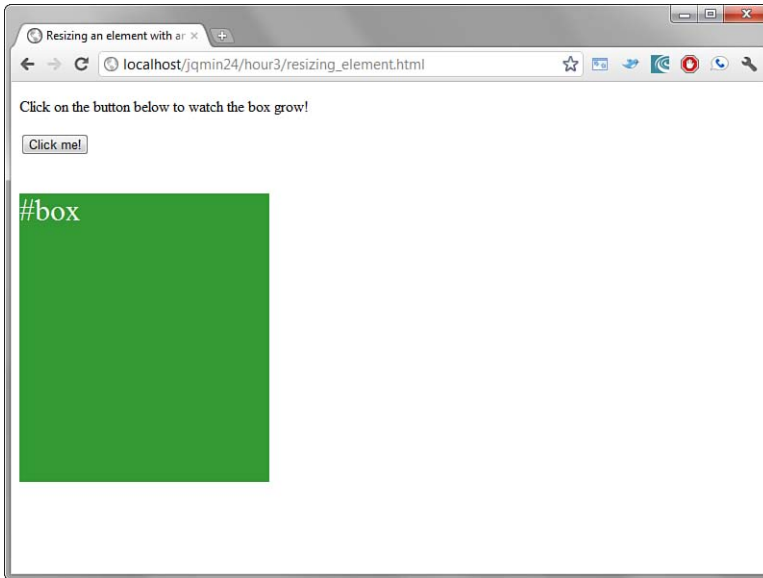 Resizing an element with ar
localhost/jqmin24/hour3/resizing_element.html
Click on the button below to watch the box grow!
Click me!
#box